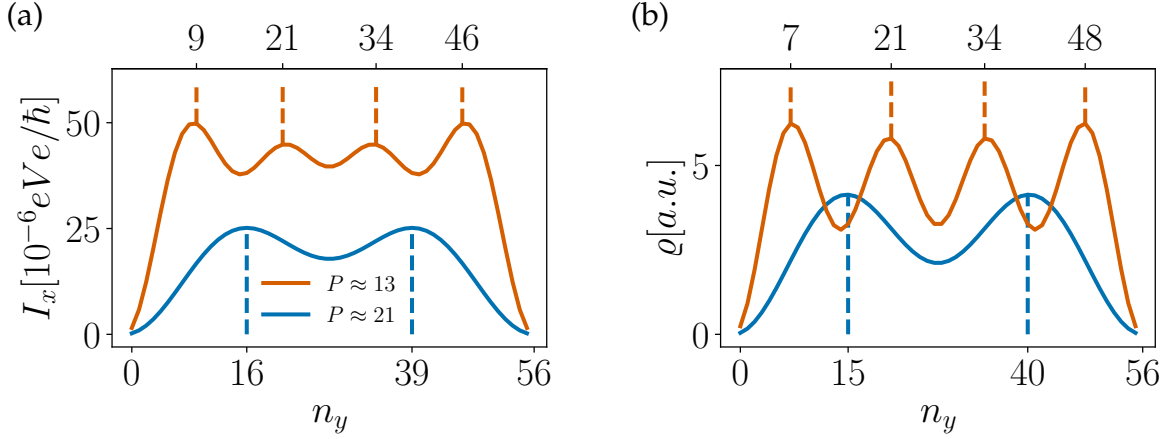 (a)
9 21 34 46
I_x[10^{-6}eVe/ħ]
50
25
0
P ≈ 13
P ≈ 21
0 16 39 56
n_y
(b)
7 21 34 48
ϱ[a.u.]
5
0
0 15 40 56
n_y